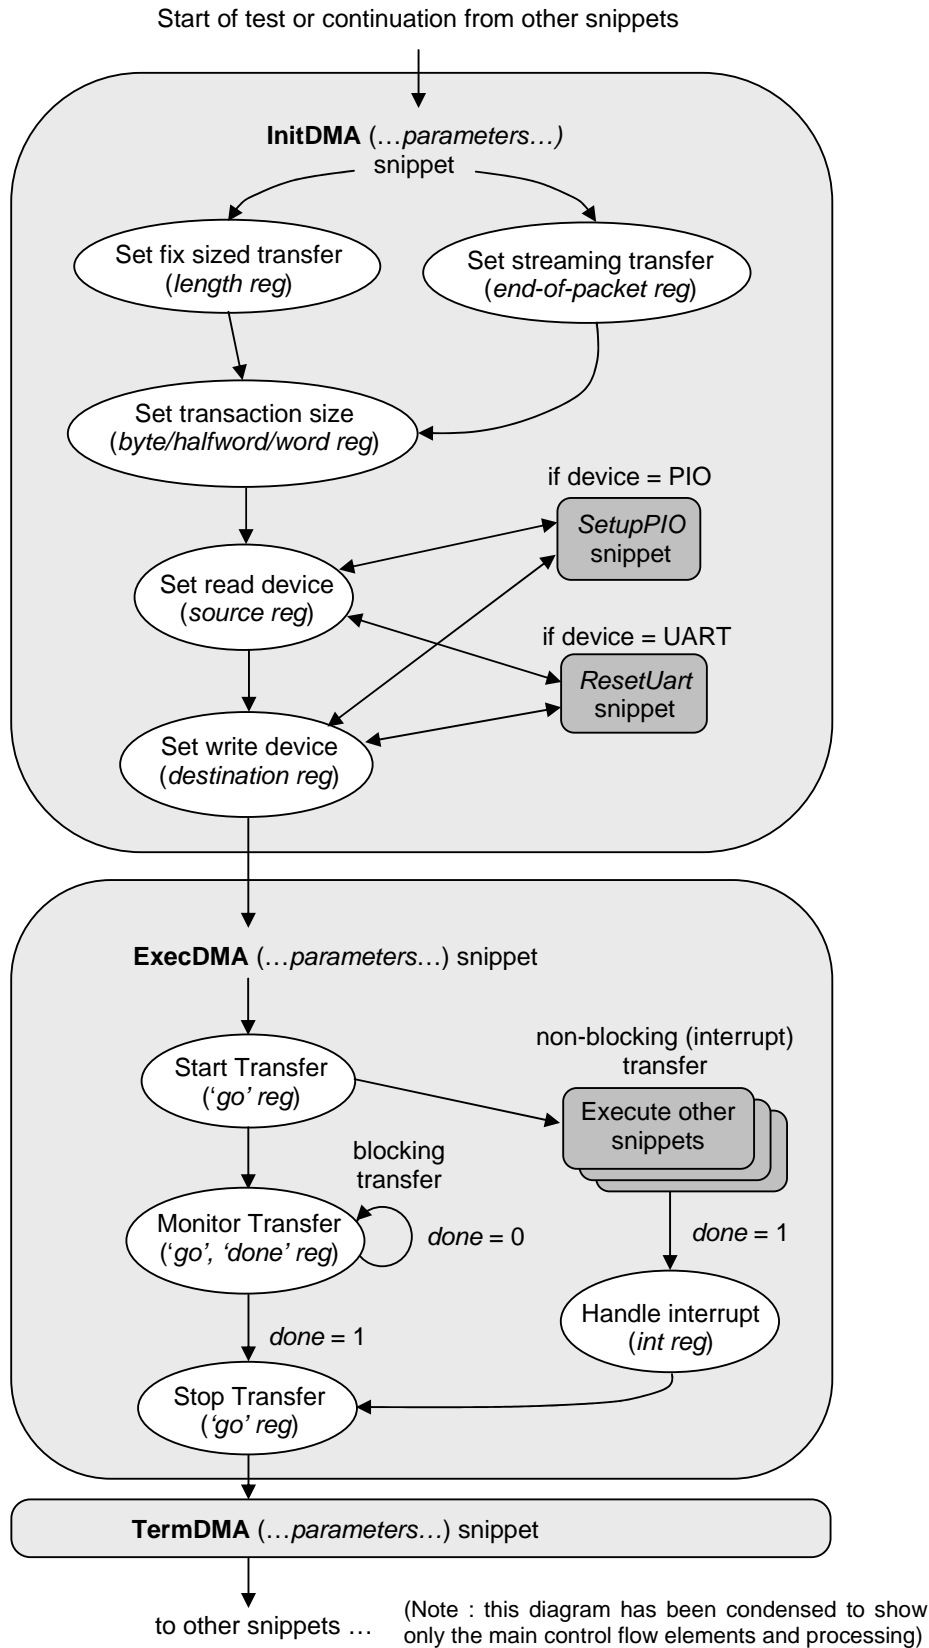 Start of test or continuation from other snippets
InitDMA (…parameters…)
snippet
Set fix sized transfer
(length reg)
Set streaming transfer
(end-of-packet reg)
Set transaction size
(byte/halfword/word reg)
if device = PIO
SetupPIO
snippet
Set read device
(source reg)
if device = UART
ResetUart
snippet
Set write device
(destination reg)
ExecDMA (…parameters…) snippet
non-blocking (interrupt)
transfer
Start Transfer
(‘go’ reg)
Execute other
snippets
blocking
transfer
Monitor Transfer
(‘go’, ‘done’ reg)
done = 0
done = 1
Handle interrupt
(int reg)
done = 1
Stop Transfer
(‘go’ reg)
TermDMA (…parameters…) snippet
to other snippets …
(Note : this diagram has been condensed to show
only the main control flow elements and processing)